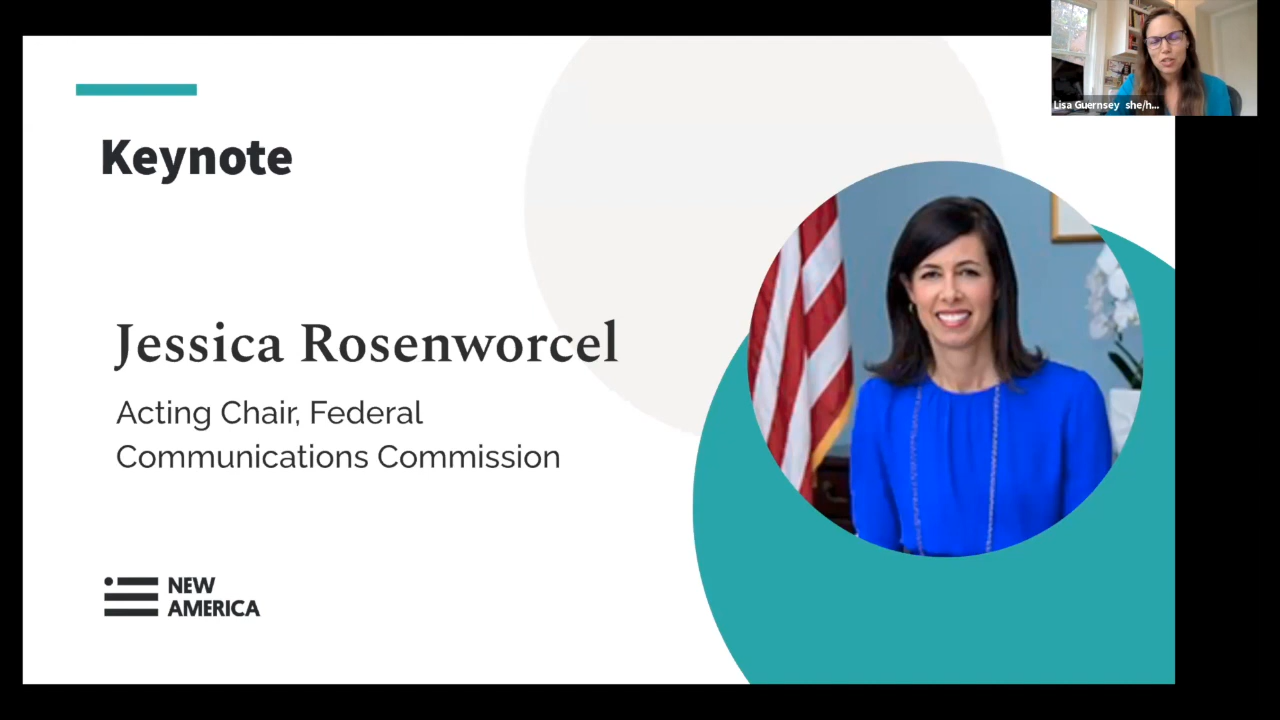 Keynote
Jessica Rosenworcel
Acting Chair, Federal
Communications Commission
NEW
AMERICA
Lisa Guernsey she/h...